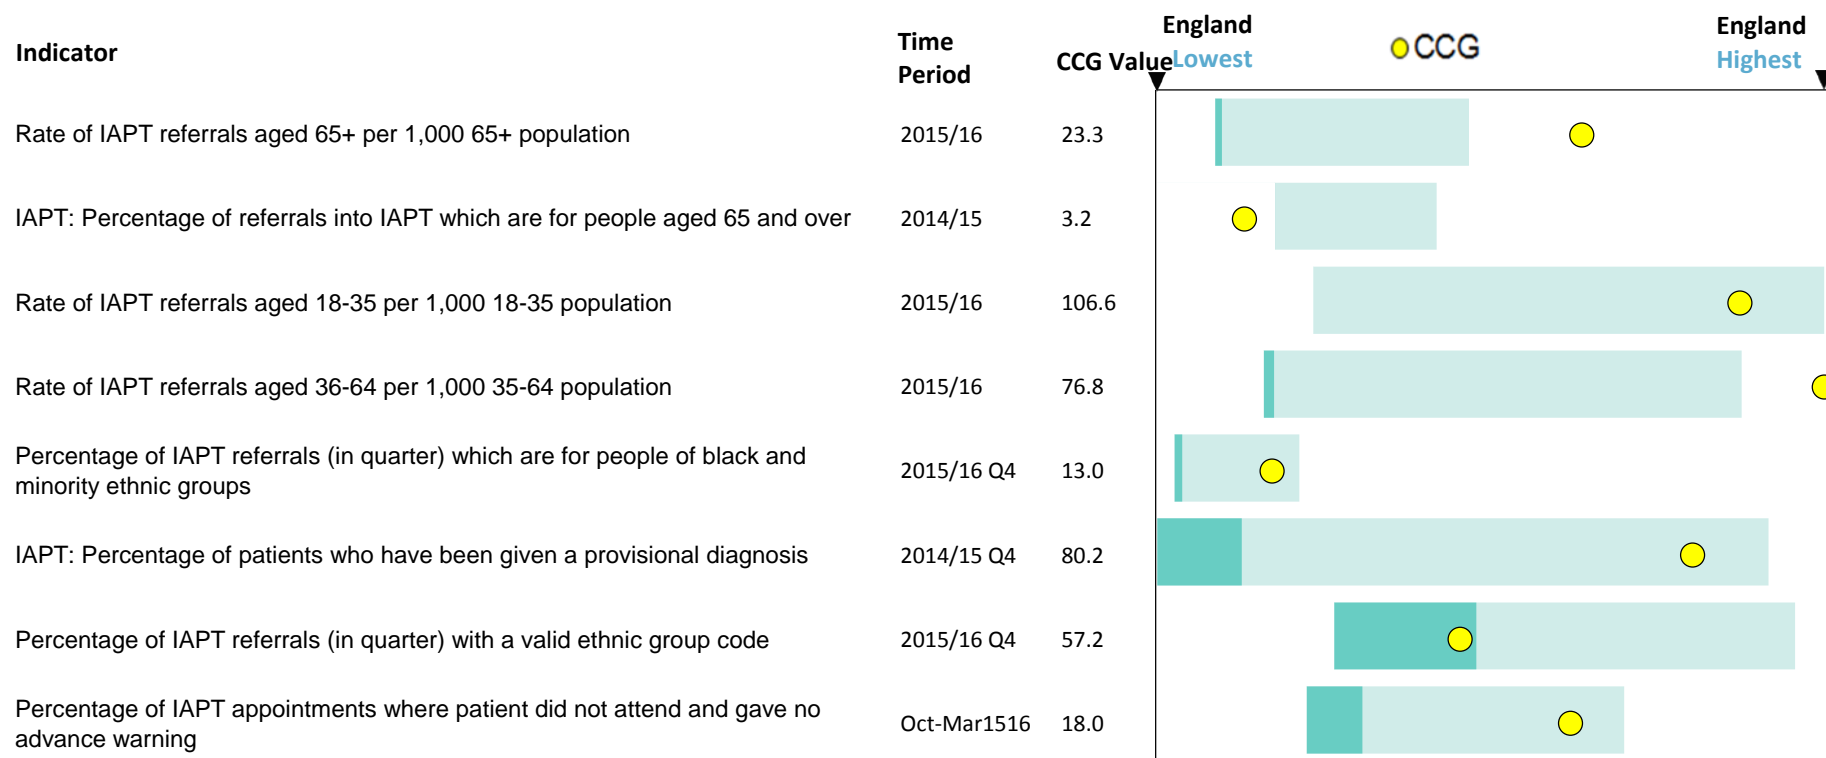 Indicator
Time
Period
CCG Value
England
Lowest
CCG
England
Highest
Rate of IAPT referrals aged 65+ per 1,000 65+ population 2015/16 23.3
IAPT: Percentage of referrals into IAPT which are for people aged 65 and over 2014/15 3.2
Rate of IAPT referrals aged 18-35 per 1,000 18-35 population 2015/16 106.6
Rate of IAPT referrals aged 36-64 per 1,000 35-64 population 2015/16 76.8
Percentage of IAPT referrals (in quarter) which are for people of black and
minority ethnic groups
2015/16 Q4 13.0
IAPT: Percentage of patients who have been given a provisional diagnosis 2014/15 Q4 80.2
Percentage of IAPT referrals (in quarter) with a valid ethnic group code 2015/16 Q4 57.2
Percentage of IAPT appointments where patient did not attend and gave no
advance warning
Oct-Mar1516 18.0